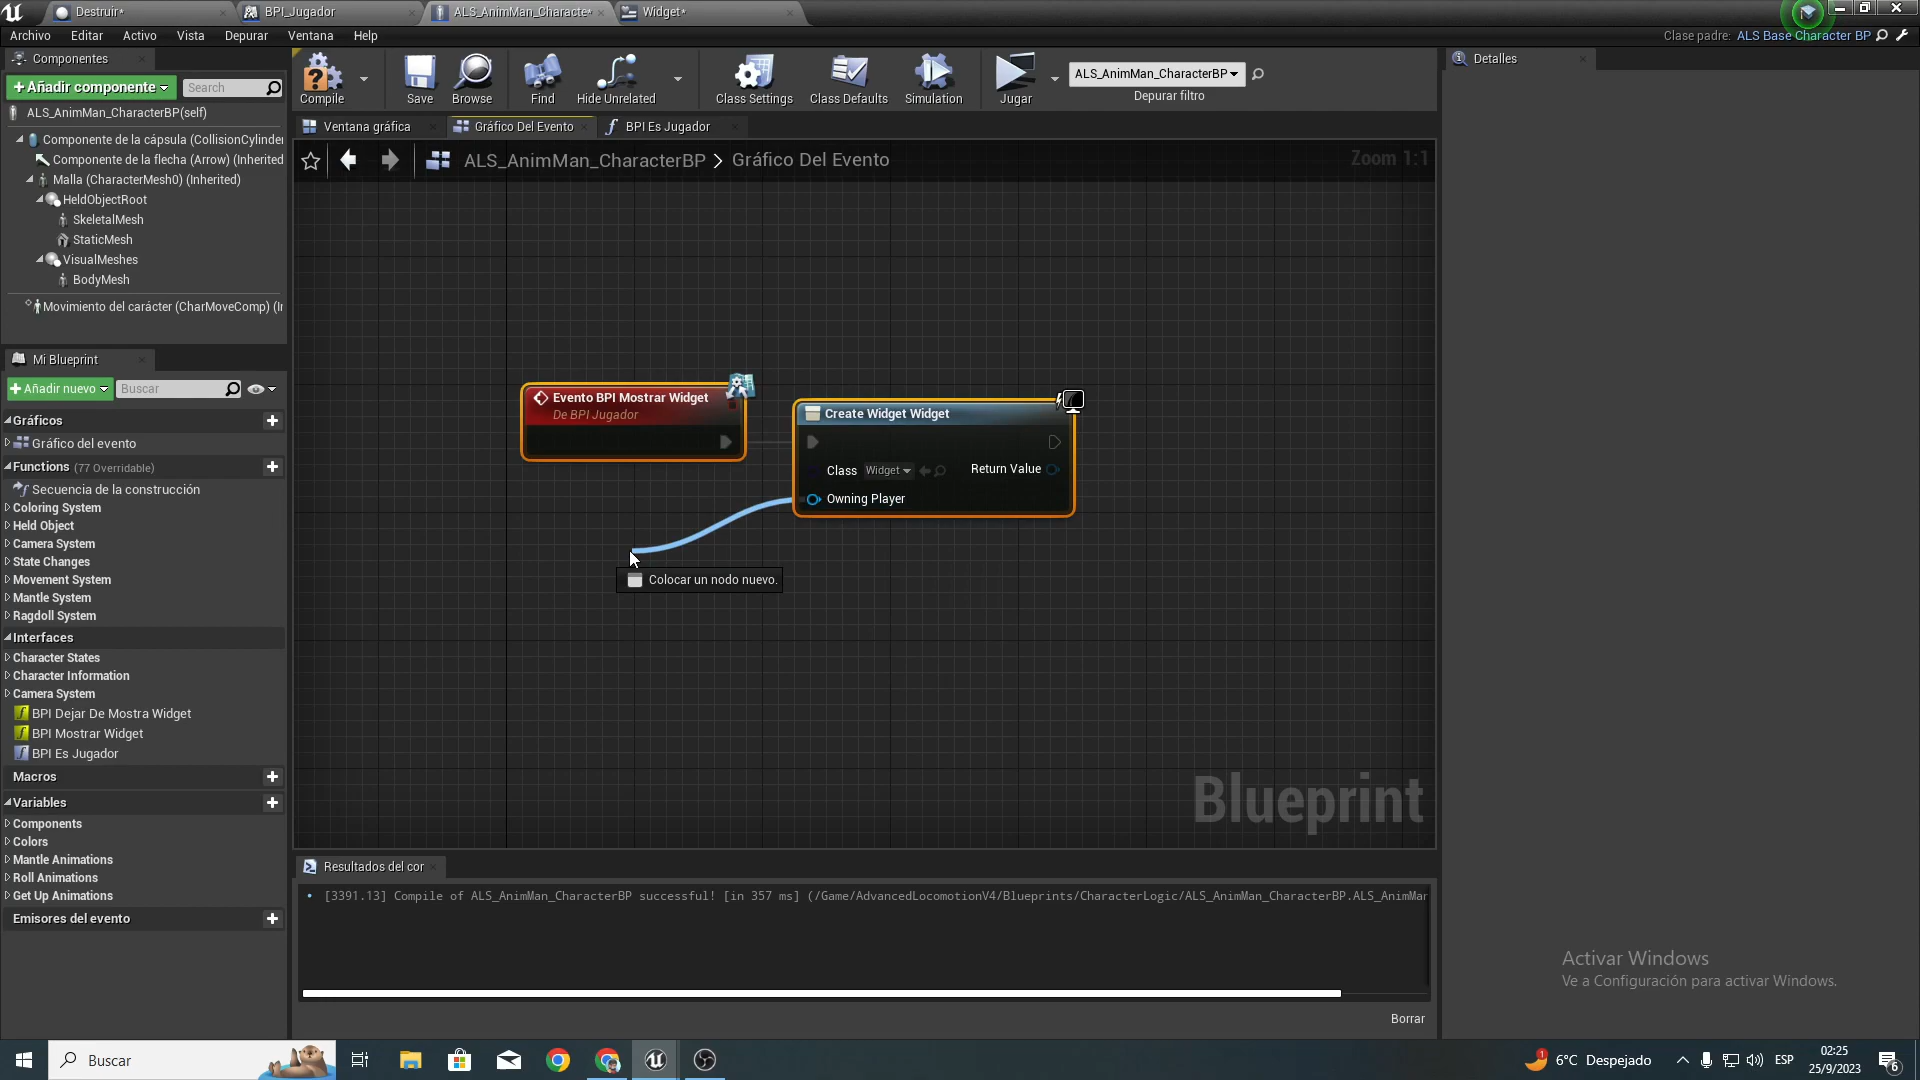 Destruir*
BPI_Jugador
ALS_AnimMan_Characte*
Widget*
Archivo
Editar
Activo
Vista
Depurar
Ventana
Help
Clase padre:
ALS Base Character BP
Componentes
Añadir componente
Search
ALS_AnimMan_CharacterBP(self)
Componente de la cápsula (CollisionCylinder
Componente de la flecha (Arrow) (Inherited
Malla (CharacterMesh0) (Inherited)
HeldObjectRoot
SkeletalMesh
StaticMesh
VisualMeshes
BodyMesh
Movimiento del carácter (CharMoveComp) (I
Mi Blueprint
Añadir nuevo
Buscar
Gráficos
Gráfico del evento
Functions (77 Overridable)
Secuencia de la construcción
Coloring System
Held Object
Camera System
State Changes
Movement System
Mantle System
Ragdoll System
Interfaces
Character States
Character Information
Camera System
BPI Dejar De Mostra Widget
BPI Mostrar Widget
BPI Es Jugador
Macros
Variables
Components
Colors
Mantle Animations
Roll Animations
Get Up Animations
Emisores del evento
Compile
Save
Browse
Find
Hide Unrelated
Class Settings
Class Defaults
Simulation
Jugar
ALS_AnimMan_CharacterBP
Depurar filtro
Ventana gráfica
Gráfico Del Evento
BPI Es Jugador
ALS_AnimMan_CharacterBP > Gráfico Del Evento
Zoom 1:1
Evento BPI Mostrar Widget
De BPI Jugador
Create Widget Widget
Class
Widget
Return Value
Owning Player
Colocar un nodo nuevo.
Blueprint
Resultados del cor
• [3391.13] Compile of ALS_AnimMan_CharacterBP successful! [in 357 ms] (/Game/AdvancedLocomotionV4/Blueprints/CharacterLogic/ALS_AnimMan_CharacterBP.ALS_AnimMan
Borrar
Detalles
Activar Windows
Ve a Configuración para activar Windows.
Buscar
1
6°C Despejado
ESP
02:25
25/9/2023
6